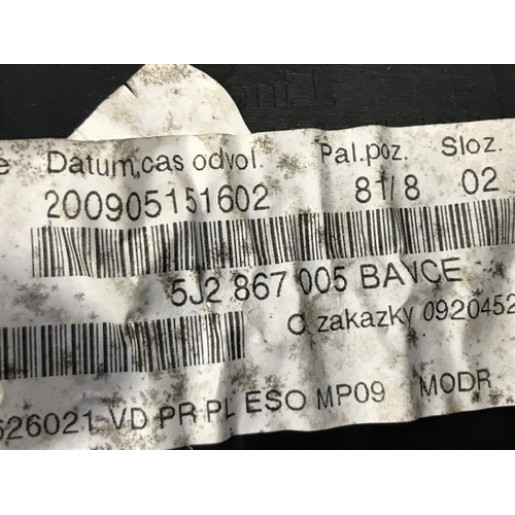 e Datum,cas odvol. Pal.poz. Sloz.
200905151602 81/8 02
5J2 867 005 BAVCE
C. zakazky 0920452
526021-VD PR PL ESO MP09 MODR